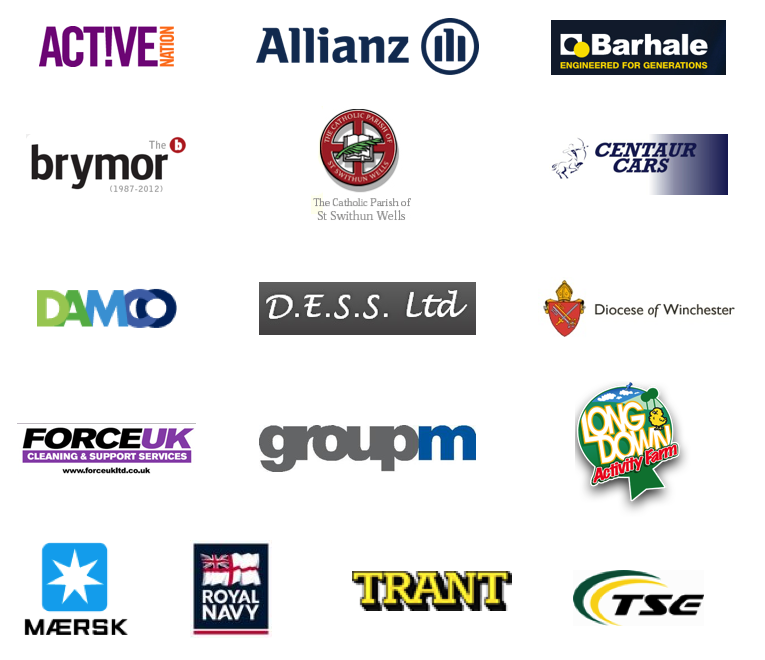 ACT!VE NATION
Allianz
Barhale
ENGINEERED FOR GENERATIONS
The b
brymor
(1987-2012)
THE CATHOLIC PARISH OF
ST SWITHUN WELLS
The Catholic Parish of
St Swithun Wells
CENTAUR
CARS
DAMCO
D.E.S.S. Ltd
Diocese of Winchester
FORCEUK
CLEANING & SUPPORT SERVICES
www.forceukltd.co.uk
groupm
LONG
DOWN
Activity Farm
MÆRSK
ROYAL
NAVY
TRANT
TSE